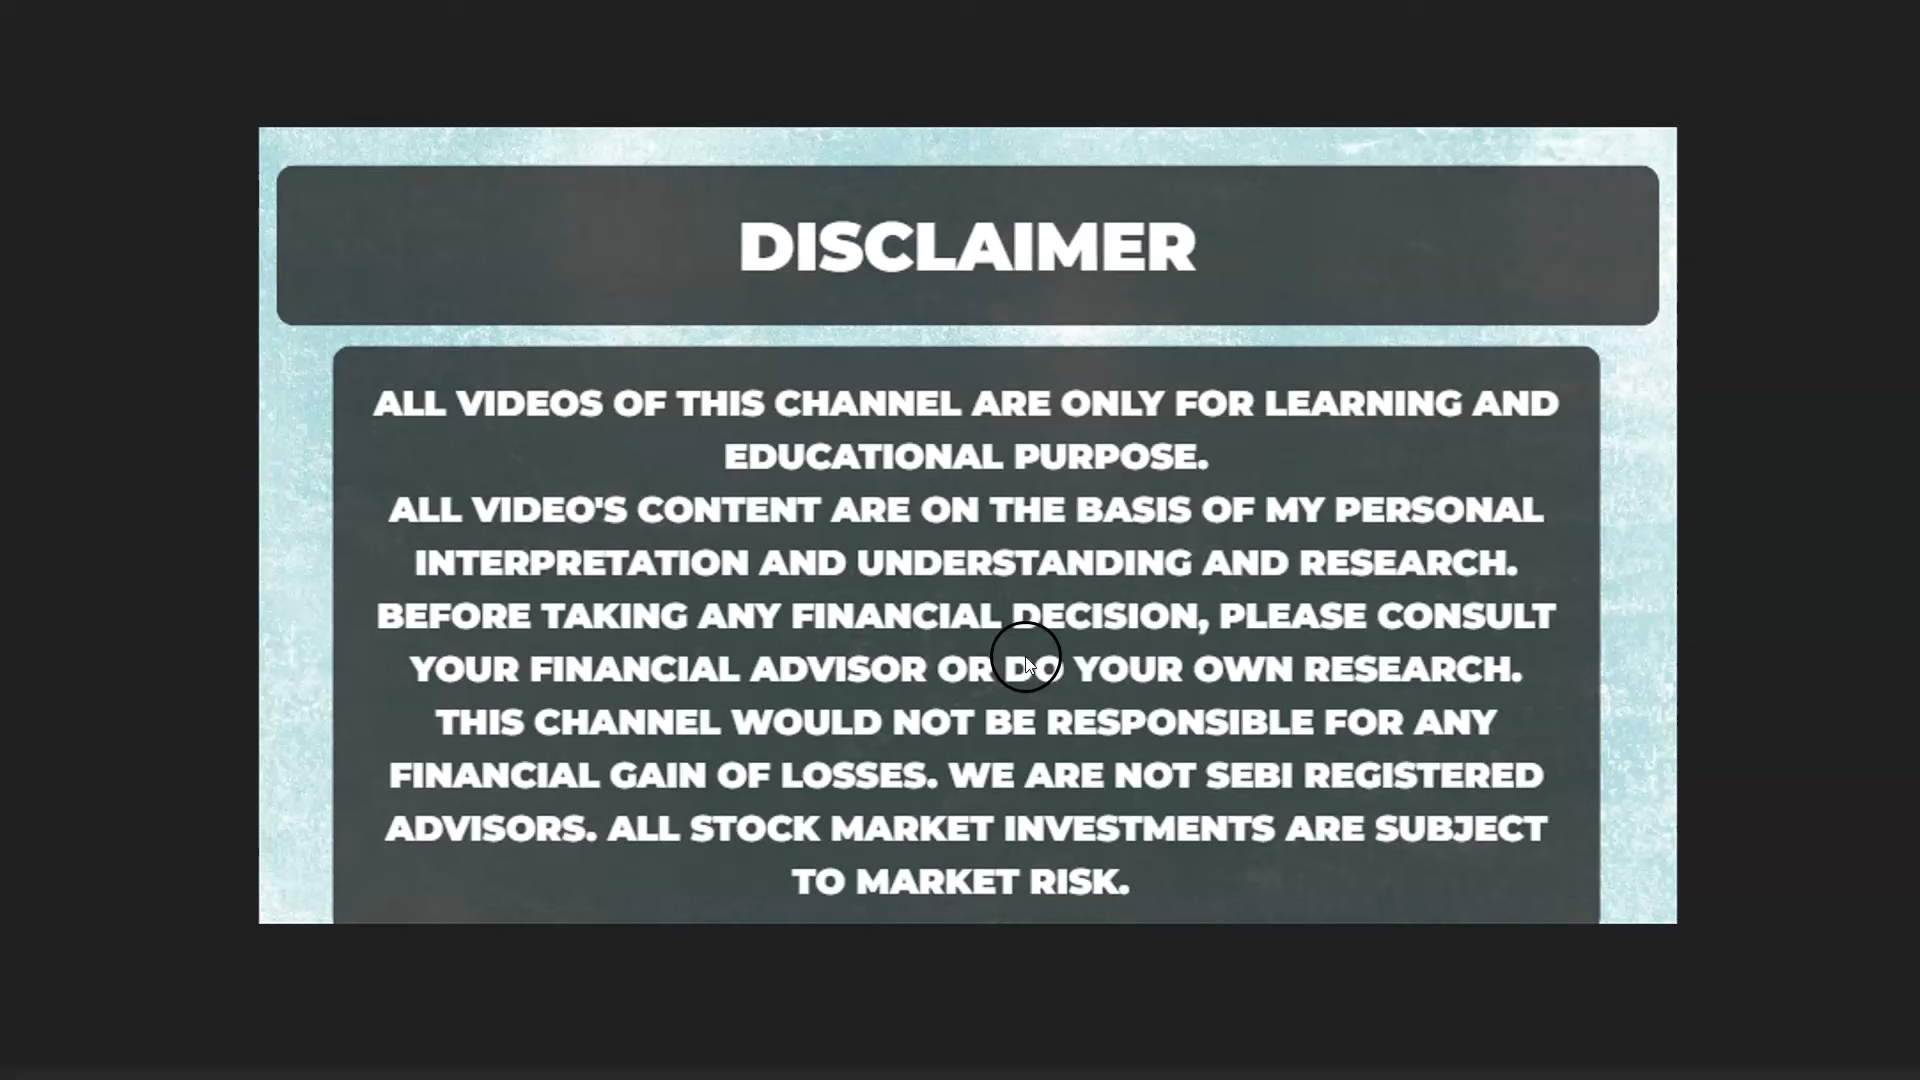 DISCLAIMER
ALL VIDEOS OF THIS CHANNEL ARE ONLY FOR LEARNING AND
EDUCATIONAL PURPOSE.
ALL VIDEO'S CONTENT ARE ON THE BASIS OF MY PERSONAL
INTERPRETATION AND UNDERSTANDING AND RESEARCH.
BEFORE TAKING ANY FINANCIAL DECISION, PLEASE CONSULT
YOUR FINANCIAL ADVISOR OR DO YOUR OWN RESEARCH.
THIS CHANNEL WOULD NOT BE RESPONSIBLE FOR ANY
FINANCIAL GAIN OF LOSSES. WE ARE NOT SEBI REGISTERED
ADVISORS. ALL STOCK MARKET INVESTMENTS ARE SUBJECT
TO MARKET RISK.